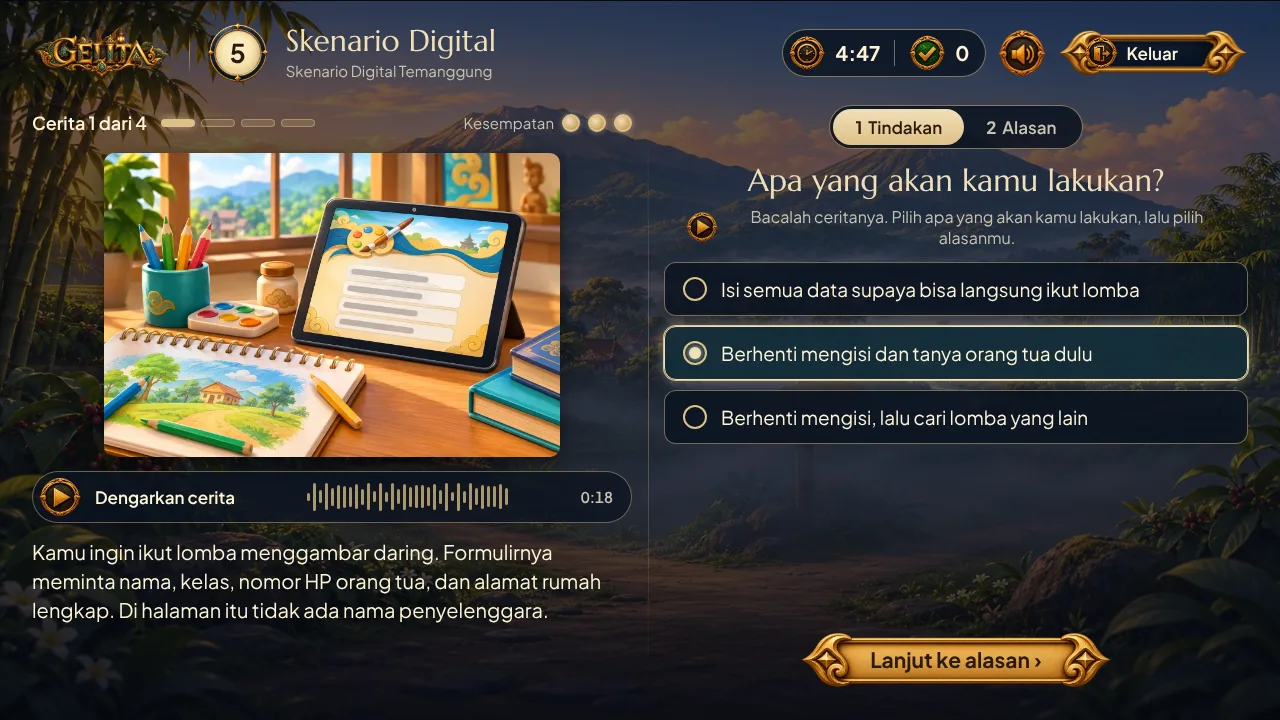 GELITA
5
Skenario Digital
Skenario Digital Temanggung
4:47
0
Keluar
Cerita 1 dari 4
Kesempatan
1 Tindakan
2 Alasan
Apa yang akan kamu lakukan?
Bacalah ceritanya. Pilih apa yang akan kamu lakukan, lalu pilih
alasanmu.
Isi semua data supaya bisa langsung ikut lomba
Berhenti mengisi dan tanya orang tua dulu
Berhenti mengisi, lalu cari lomba yang lain
Dengarkan cerita
0:18
Kamu ingin ikut lomba menggambar daring. Formulirnya
meminta nama, kelas, nomor HP orang tua, dan alamat rumah
lengkap. Di halaman itu tidak ada nama penyelenggara.
Lanjut ke alasan ›